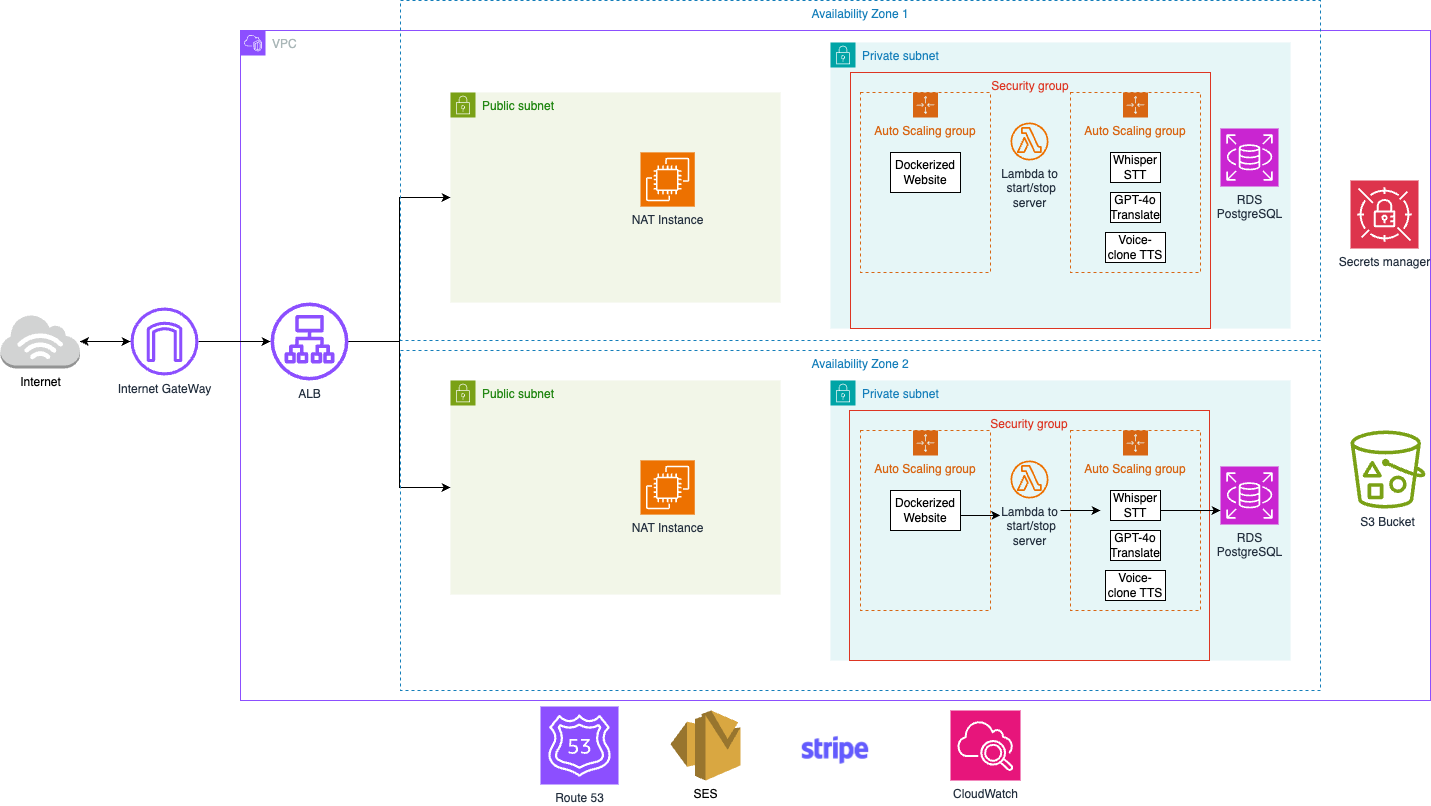 Availability Zone 1
VPC
Private subnet
Security group
Public subnet
Auto Scaling group
Auto Scaling group
Dockerized
Website
Lambda to
start/stop
server
Whisper
STT
GPT-4o
Translate
Voice-
clone TTS
RDS
PostgreSQL
NAT Instance
Secrets manager
Internet
Internet GateWay
ALB
Availability Zone 2
Public subnet
Private subnet
Security group
Auto Scaling group
Auto Scaling group
Dockerized
Website
Lambda to
start/stop
server
Whisper
STT
GPT-4o
Translate
Voice-
clone TTS
RDS
PostgreSQL
NAT Instance
S3 Bucket
53
Route 53
SES
stripe
CloudWatch